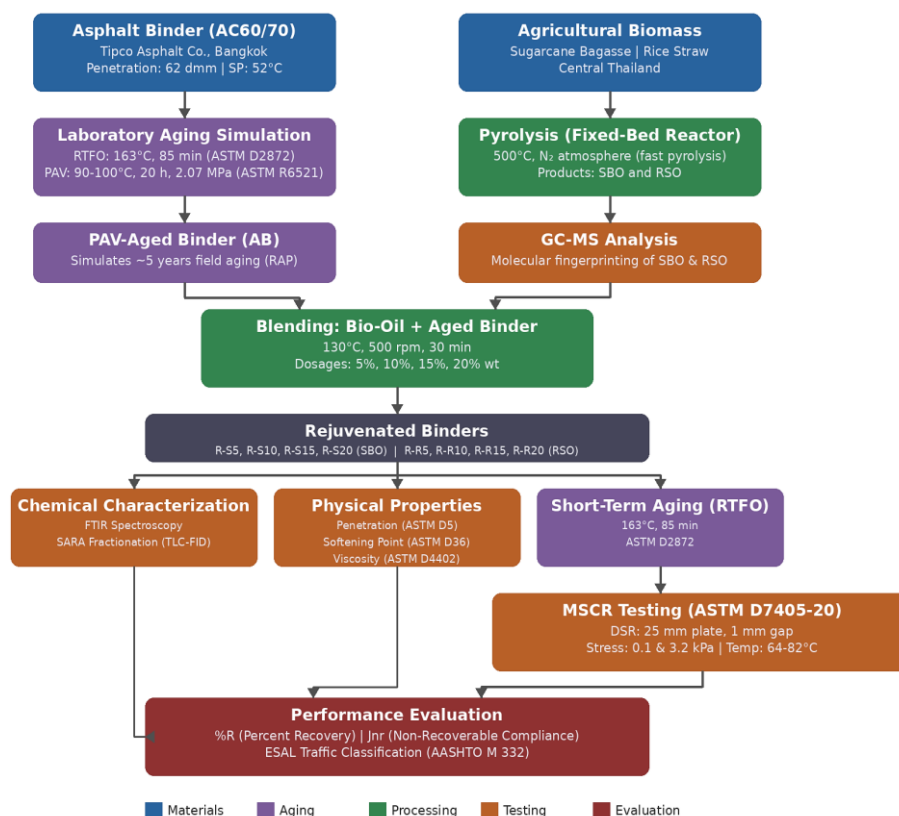 Asphalt Binder (AC60/70)
Tipco Asphalt Co., Bangkok
Penetration: 62 dmm | SP: 52°C
Agricultural Biomass
Sugarcane Bagasse | Rice Straw
Central Thailand
Laboratory Aging Simulation
RTFO: 163°C, 85 min (ASTM D2872)
PAV: 90-100°C, 20 h, 2.07 MPa (ASTM R6521)
Pyrolysis (Fixed-Bed Reactor)
500°C, N₂ atmosphere (fast pyrolysis)
Products: SBO and RSO
PAV-Aged Binder (AB)
Simulates ~5 years field aging (RAP)
GC-MS Analysis
Molecular fingerprinting of SBO & RSO
Blending: Bio-Oil + Aged Binder
130°C, 500 rpm, 30 min
Dosages: 5%, 10%, 15%, 20% wt
Rejuvenated Binders
R-S5, R-S10, R-S15, R-S20 (SBO) | R-R5, R-R10, R-R15, R-R20 (RSO)
Chemical Characterization
FTIR Spectroscopy
SARA Fractionation (TLC-FID)
Physical Properties
Penetration (ASTM D5)
Softening Point (ASTM D36)
Viscosity (ASTM D4402)
Short-Term Aging (RTFO)
163°C, 85 min
ASTM D2872
MSCR Testing (ASTM D7405-20)
DSR: 25 mm plate, 1 mm gap
Stress: 0.1 & 3.2 kPa | Temp: 64-82°C
Performance Evaluation
%R (Percent Recovery) | Jnr (Non-Recoverable Compliance)
ESAL Traffic Classification (AASHTO M 332)
Materials Aging Processing Testing Evaluation